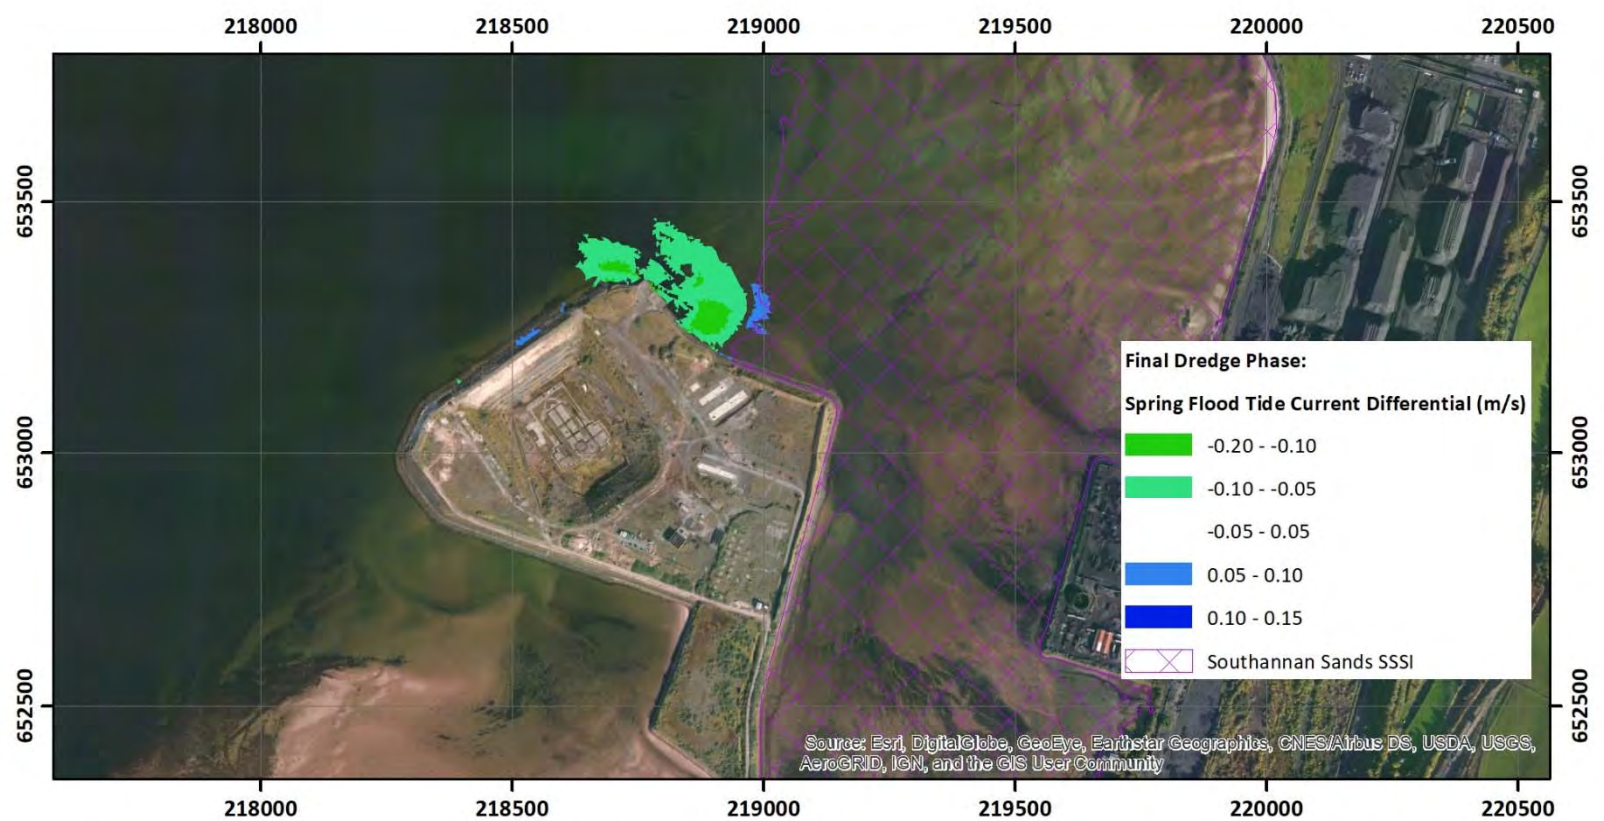 218000 218500 219000 219500 220000 220500
653500 653500
Final Dredge Phase:
Spring Flood Tide Current Differential (m/s)
-0.20 - -0.10
653000 653000
-0.10 - -0.05
-0.05 - 0.05
0.05 - 0.10
0.10 - 0.15
Southannan Sands SSSI
652500 652500
Source: Esri, DigitalGlobe, GeoEye, Earthstar Geographics, CNES/Airbus DS, USDA, USGS,
AeroGRID, IGN, and the GIS User Community
218000 218500 219000 219500 220000 220500